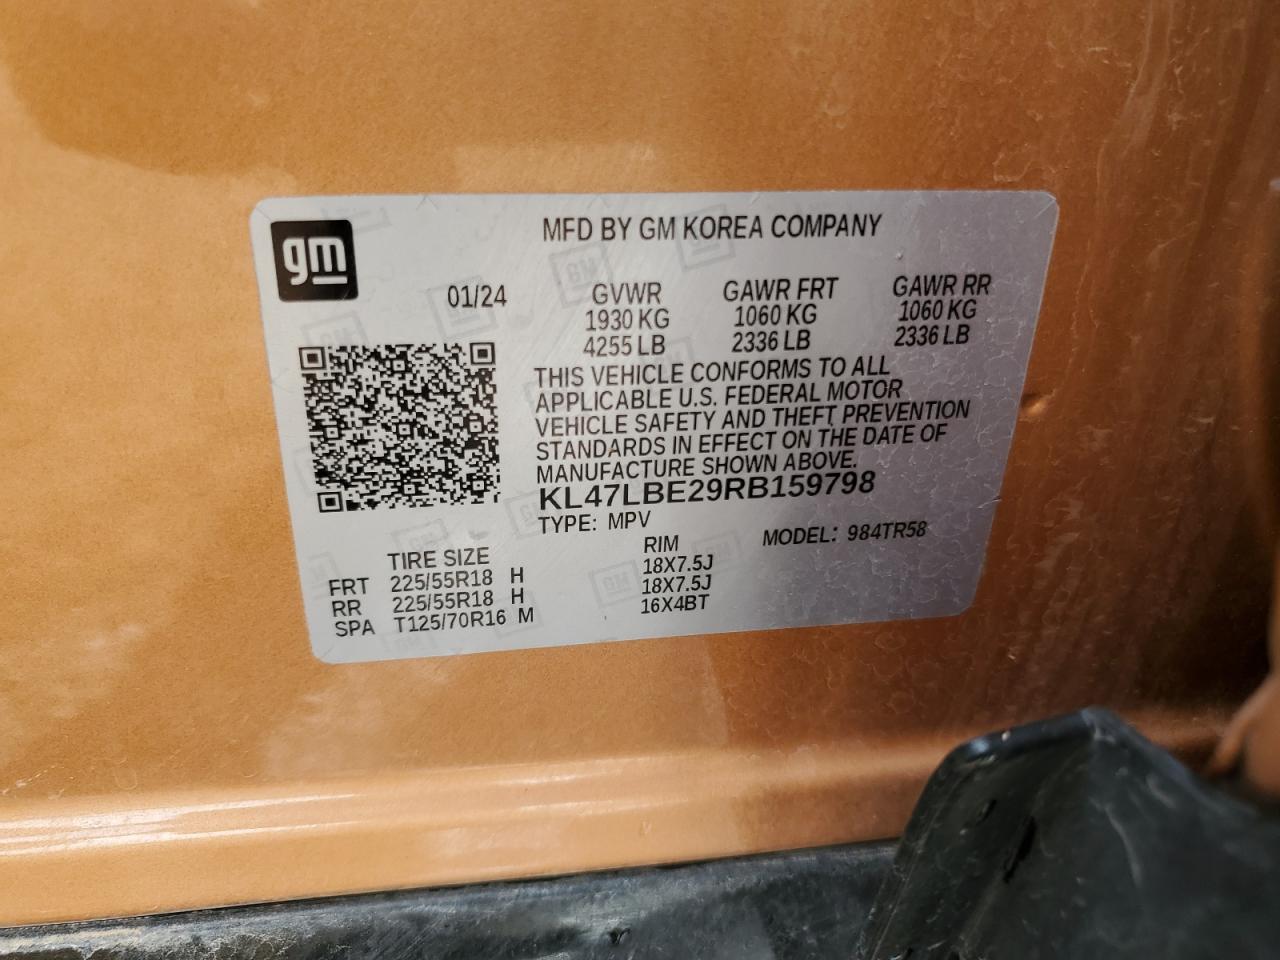 gm
MFD BY GM KOREA COMPANY
01/24 GVWR GAWR FRT GAWR RR
1930 KG 1060 KG 1060 KG
4255 LB 2336 LB 2336 LB
THIS VEHICLE CONFORMS TO ALL
APPLICABLE U.S. FEDERAL MOTOR
VEHICLE SAFETY AND THEFT PREVENTION
STANDARDS IN EFFECT ON THE DATE OF
MANUFACTURE SHOWN ABOVE.
KL47LBE29RB159798
TYPE: MPV MODEL: 984TR58
TIRE SIZE RIM
FRT 225/55R18 H 18X7.5J
RR 225/55R18 H 18X7.5J
SPA T125/70R16 M 16X4BT